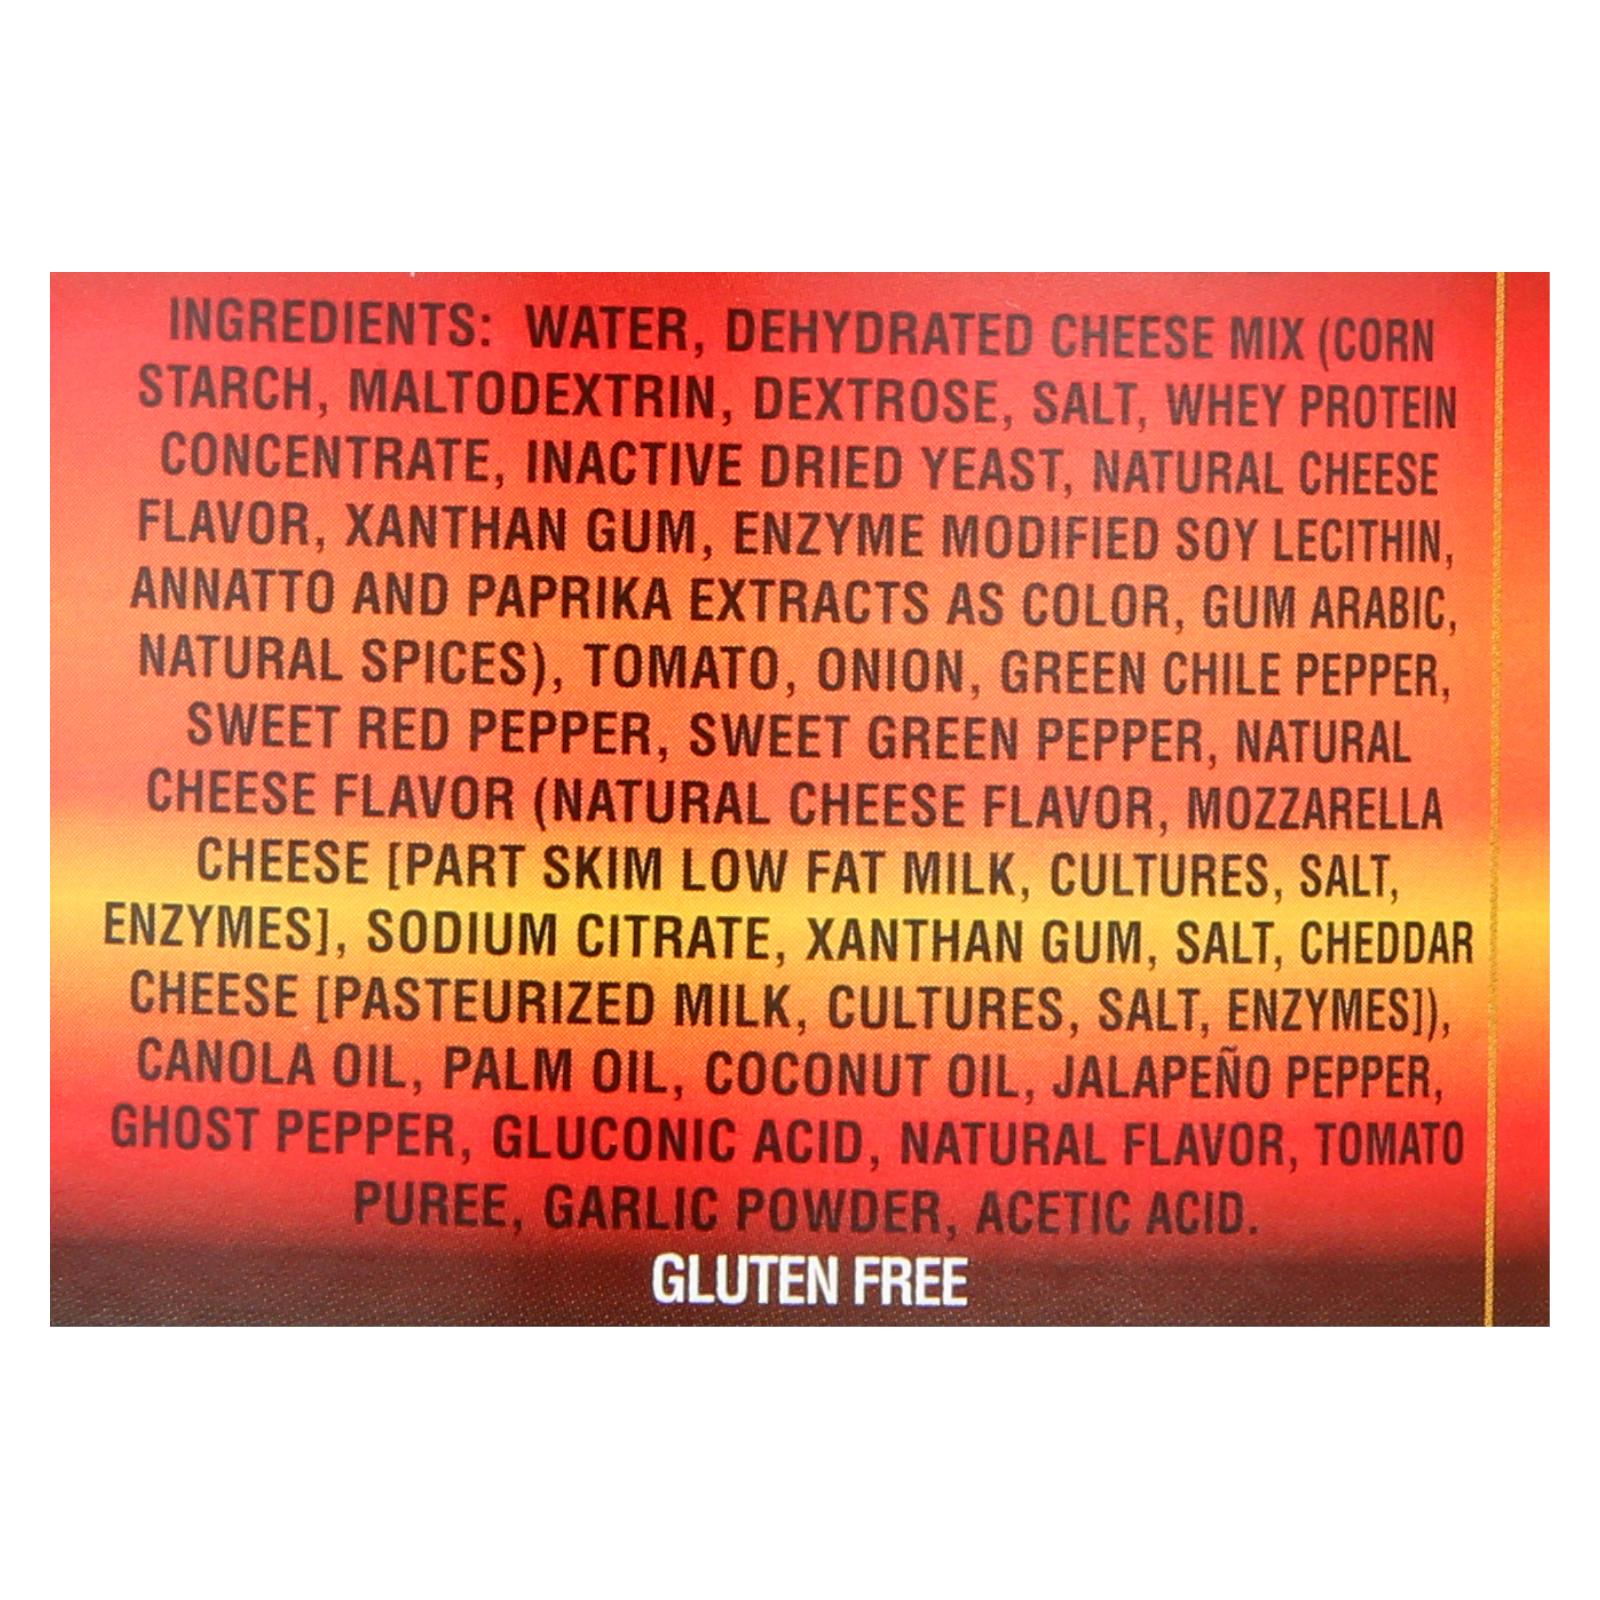 INGREDIENTS: WATER, DEHYDRATED CHEESE MIX (CORN
STARCH, MALTODEXTRIN, DEXTROSE, SALT, WHEY PROTEIN
CONCENTRATE, INACTIVE DRIED YEAST, NATURAL CHEESE
FLAVOR, XANTHAN GUM, ENZYME MODIFIED SOY LECITHIN,
ANNATTO AND PAPRIKA EXTRACTS AS COLOR, GUM ARABIC,
NATURAL SPICES), TOMATO, ONION, GREEN CHILE PEPPER,
SWEET RED PEPPER, SWEET GREEN PEPPER, NATURAL
CHEESE FLAVOR (NATURAL CHEESE FLAVOR, MOZZARELLA
CHEESE [PART SKIM LOW FAT MILK, CULTURES, SALT,
ENZYMES], SODIUM CITRATE, XANTHAN GUM, SALT, CHEDDAR
CHEESE [PASTEURIZED MILK, CULTURES, SALT, ENZYMES]),
CANOLA OIL, PALM OIL, COCONUT OIL, JALAPEÑO PEPPER,
GHOST PEPPER, GLUCONIC ACID, NATURAL FLAVOR, TOMATO
PUREE, GARLIC POWDER, ACETIC ACID.
GLUTEN FREE